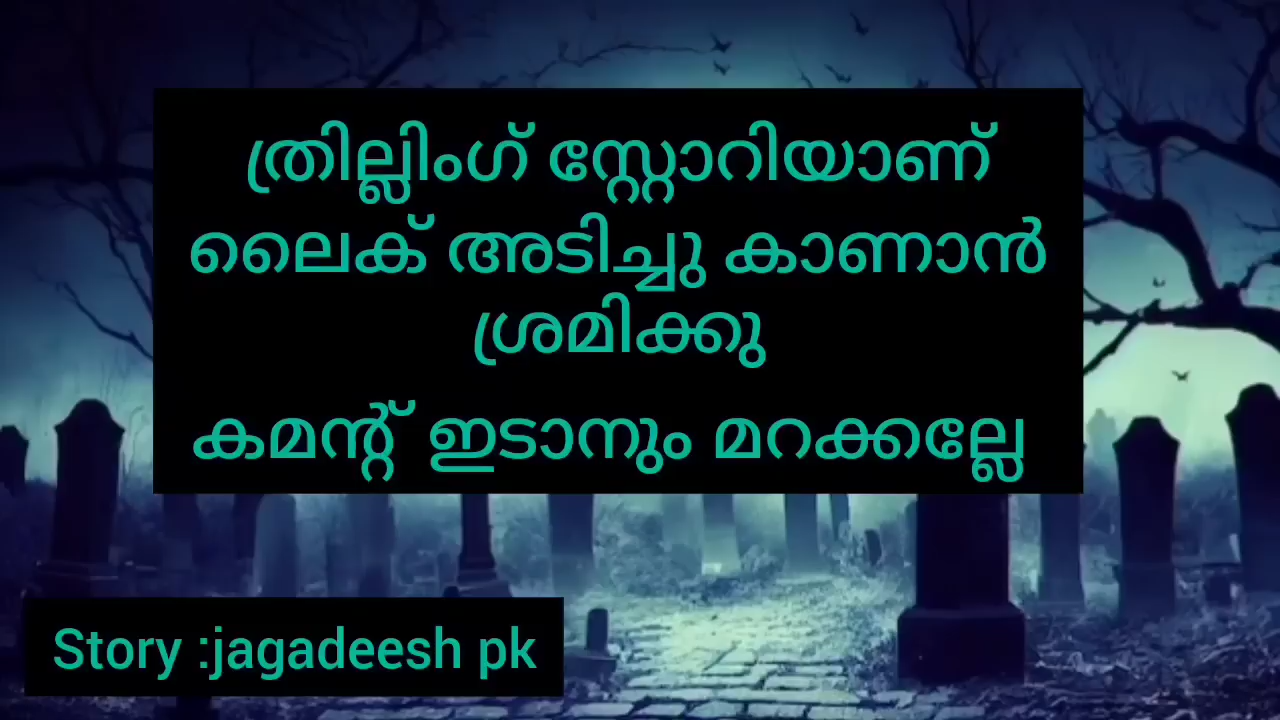 ത്രില്ലിംഗ് സ്റ്റോറിയാണ്
ലൈക് അടിച്ചു കാണാൻ
ശ്രമിക്കു
കമന്റ് ഇടാനും മറക്കല്ലേ
Story :jagadeesh pk